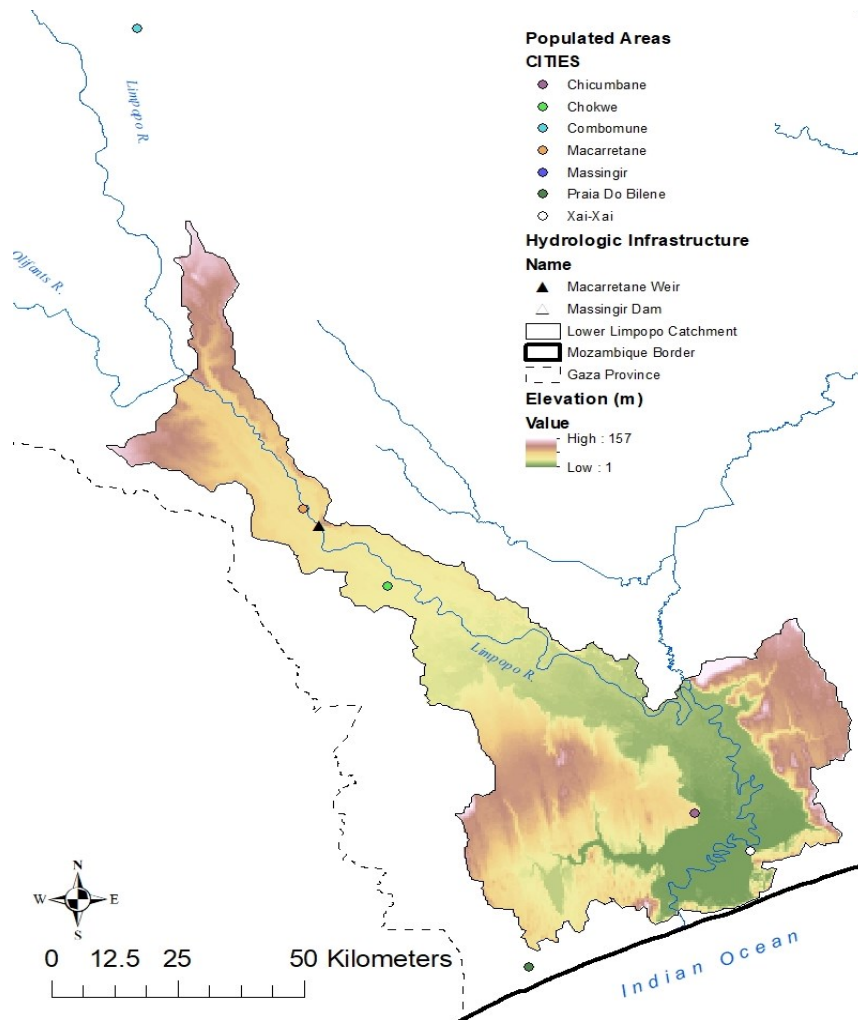 Populated Areas
CITIES
Chicumbane
Chokwe
Combomune
Macarretane
Massingir
Praia Do Bilene
Xai-Xai
Hydrologic Infrastructure
Name
Macarretane Weir
Massingir Dam
Lower Limpopo Catchment
Mozambique Border
Gaza Province
Elevation (m)
Value
High : 157
Low : 1
Limpopo R.
Olifants R.
Limpopo R.
N
W E
S
0 12.5 25 50 Kilometers
Indian Ocean